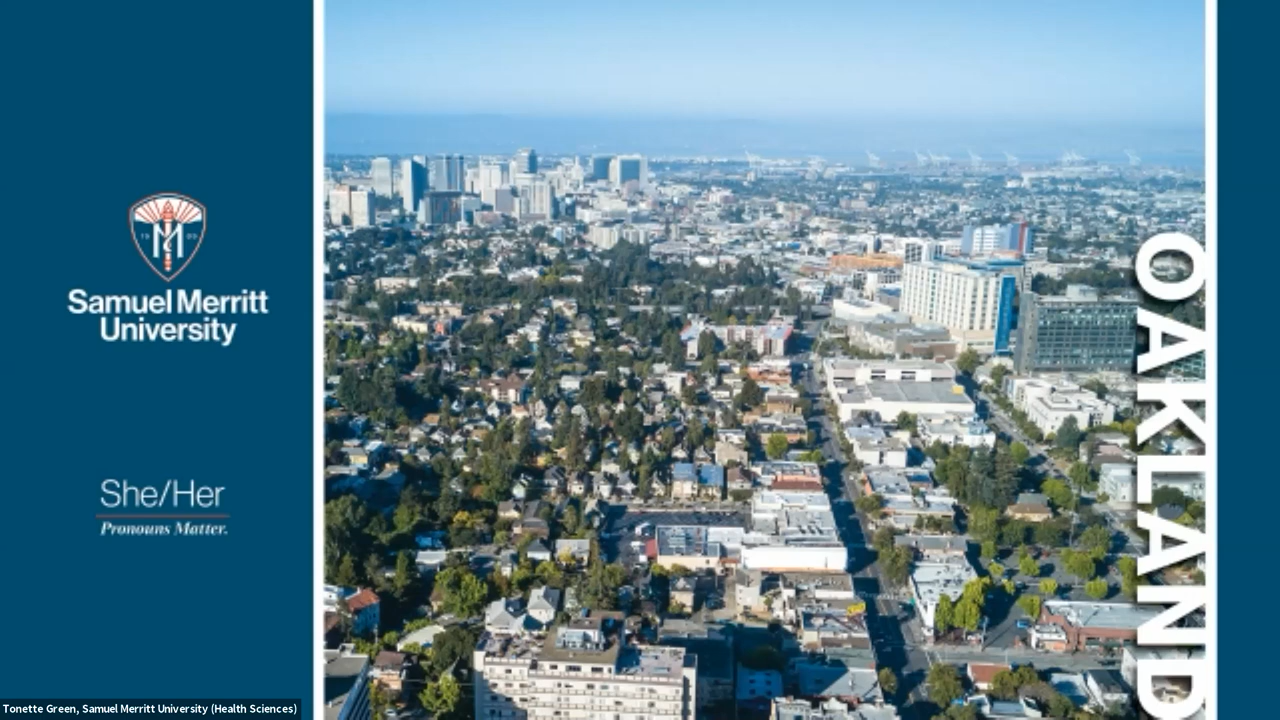 Samuel Merritt
University
She/Her
Pronouns Matter.
OAKLAND
Tonette Green, Samuel Merritt University (Health Sciences)